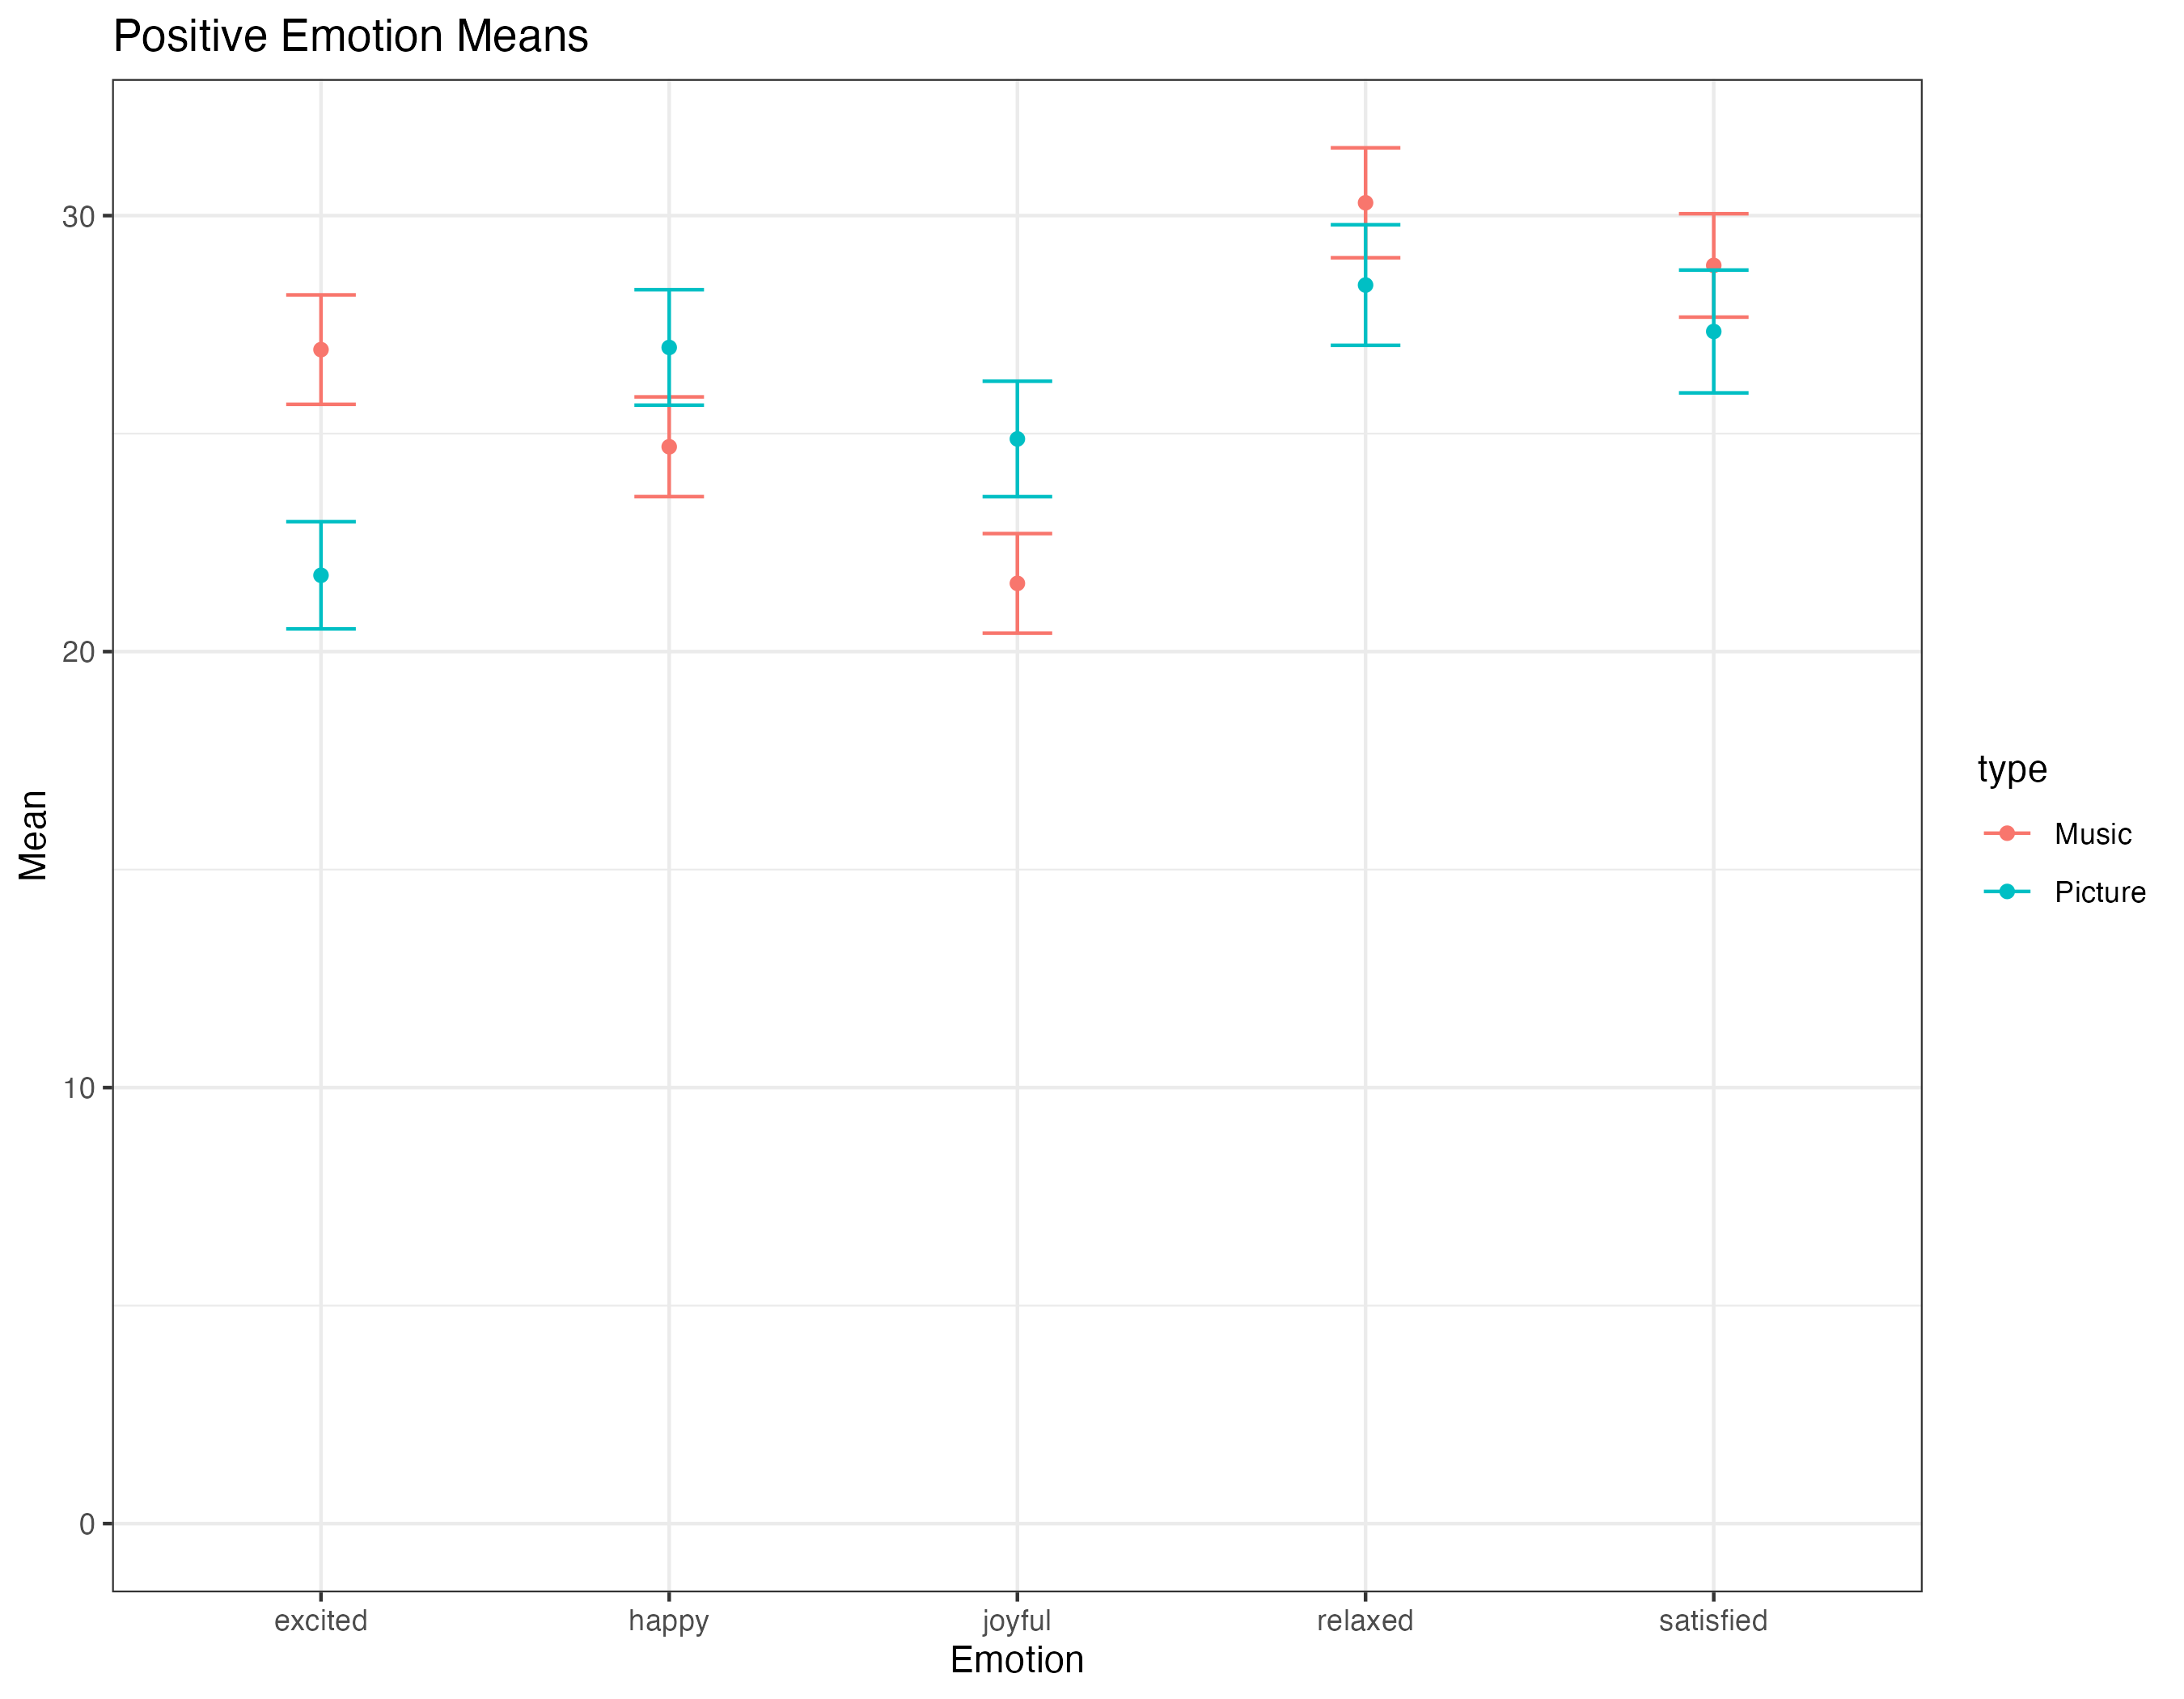 Positive Emotion Means
Mean
30
20
10
0
excited happy joyful relaxed satisfied
Emotion
type
Music
Picture